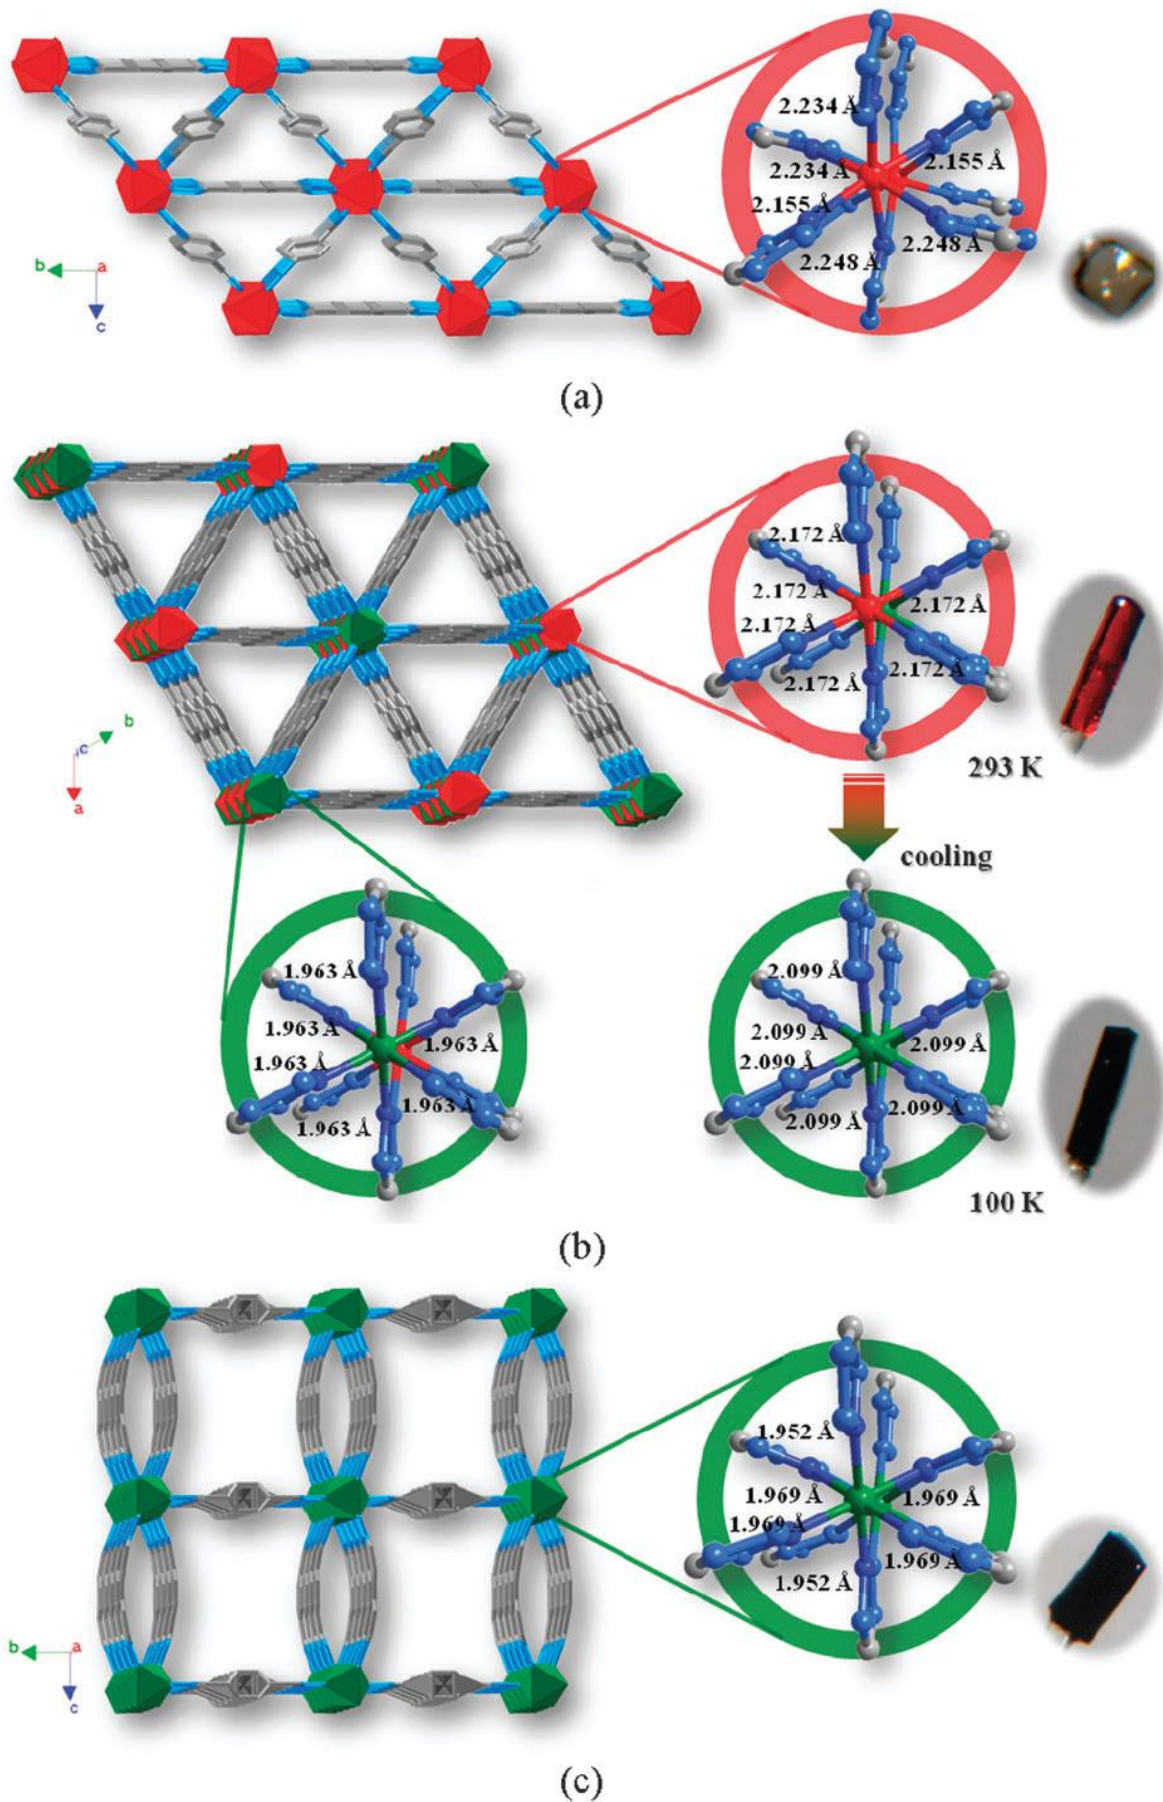 2.234 Å
2.234 Å
2.155 Å
2.155 Å
2.248 Å
2.248 Å
b
a
c
(a)
2.172 Å
2.172 Å
2.172 Å
2.172 Å
2.172 Å
2.172 Å
b
c
a
293 K
cooling
1.963 Å
1.963 Å
1.963 Å
1.963 Å
1.963 Å
1.963 Å
2.099 Å
2.099 Å
2.099 Å
2.099 Å
2.099 Å
2.099 Å
100 K
(b)
1.952 Å
1.969 Å
1.969 Å
1.969 Å
1.969 Å
1.952 Å
b
a
c
(c)